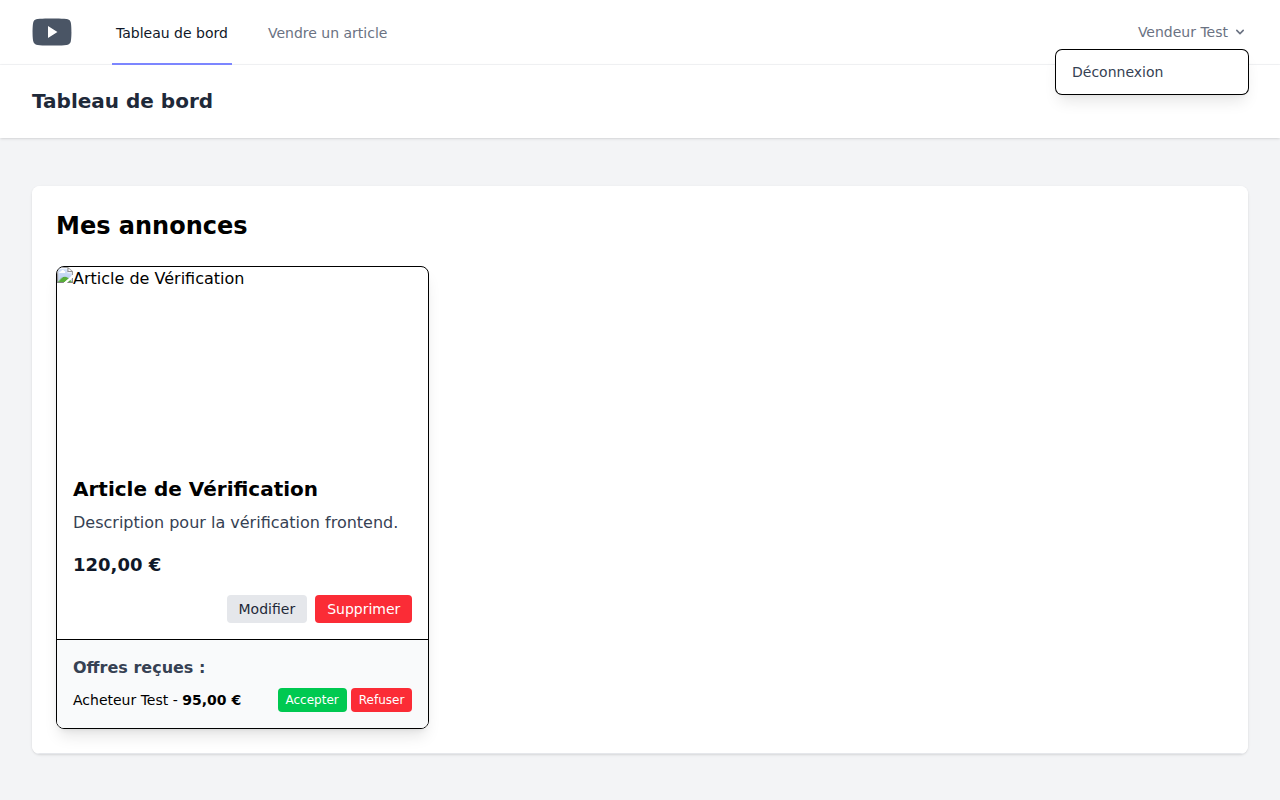 Tableau de bord
Vendre un article
Vendeur Test
Déconnexion
Tableau de bord
Mes annonces
Article de Vérification
Article de Vérification
Description pour la vérification frontend.
120,00 €
Modifier
Supprimer
Offres reçues :
Acheteur Test - 95,00 €
Accepter
Refuser